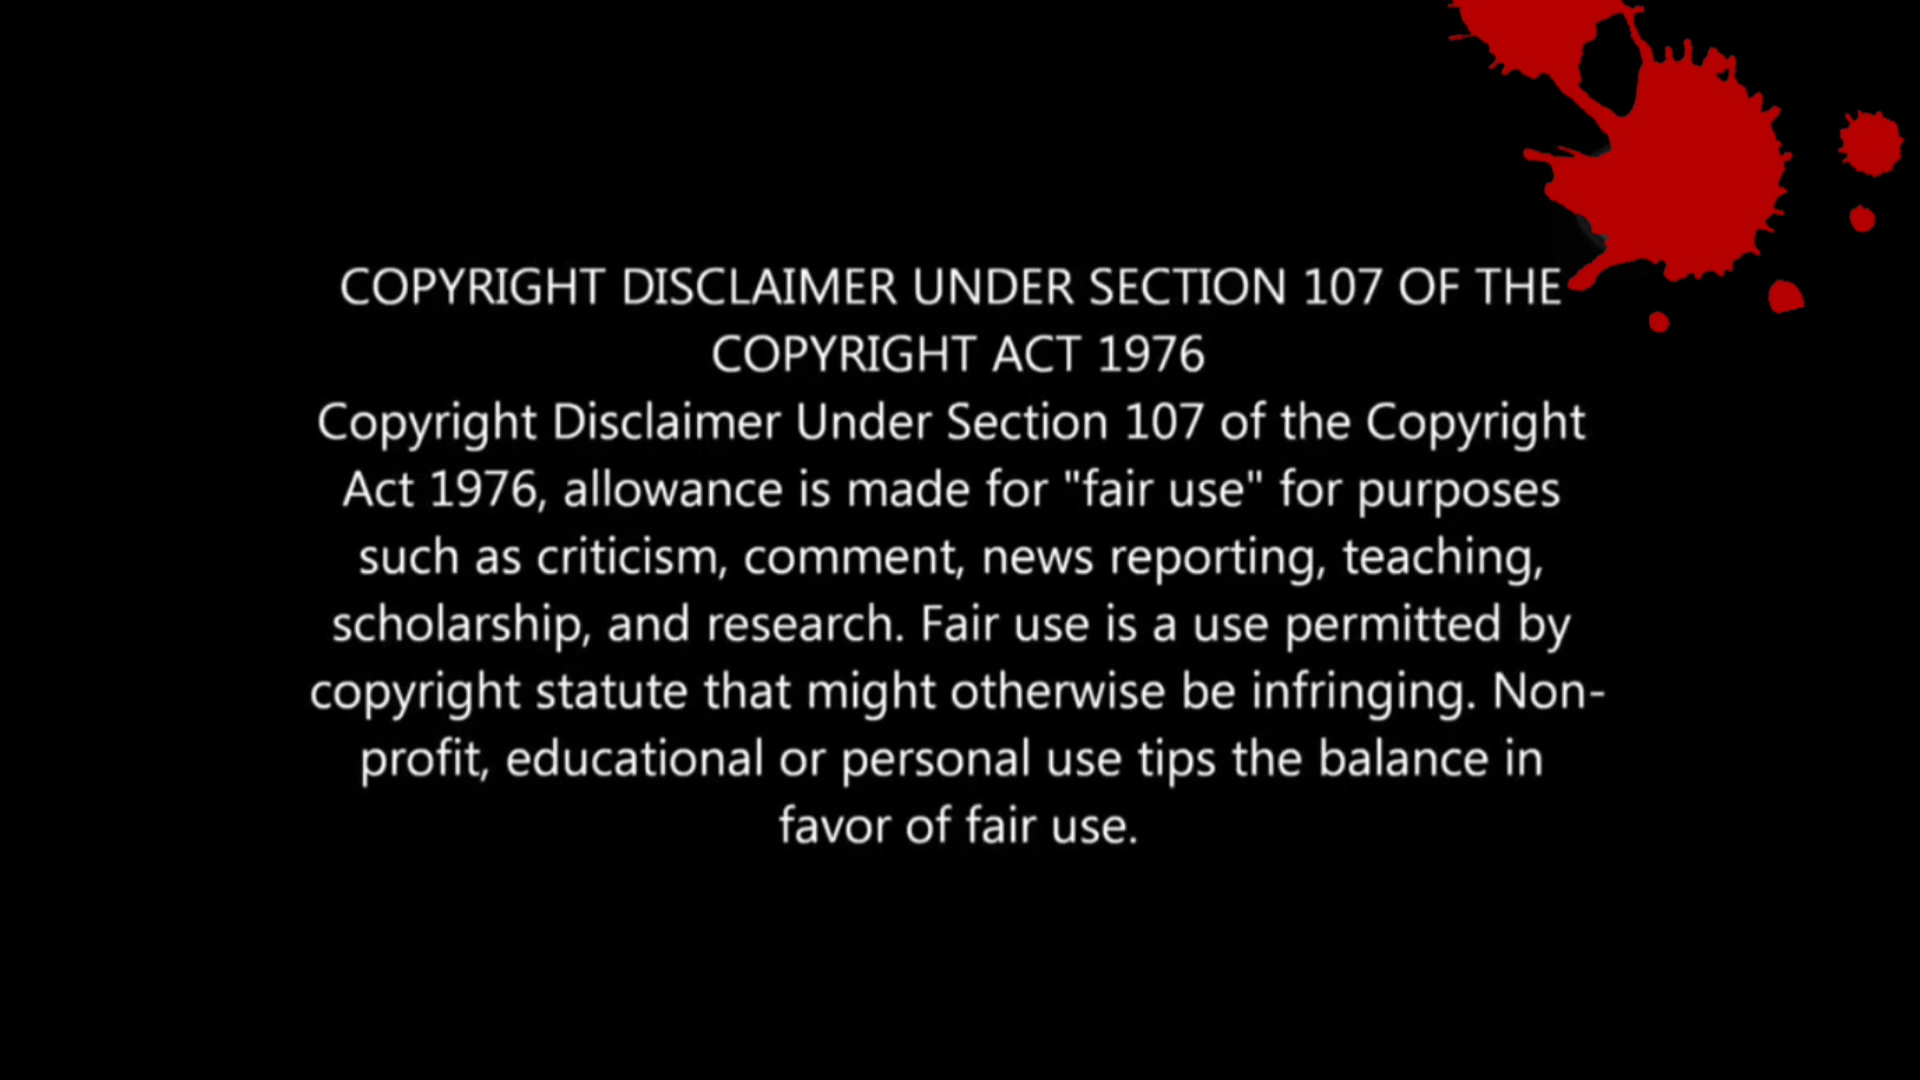 COPYRIGHT DISCLAIMER UNDER SECTION 107 OF THE
COPYRIGHT ACT 1976
Copyright Disclaimer Under Section 107 of the Copyright
Act 1976, allowance is made for "fair use" for purposes
such as criticism, comment, news reporting, teaching,
scholarship, and research. Fair use is a use permitted by
copyright statute that might otherwise be infringing. Non-
profit, educational or personal use tips the balance in
favor of fair use.